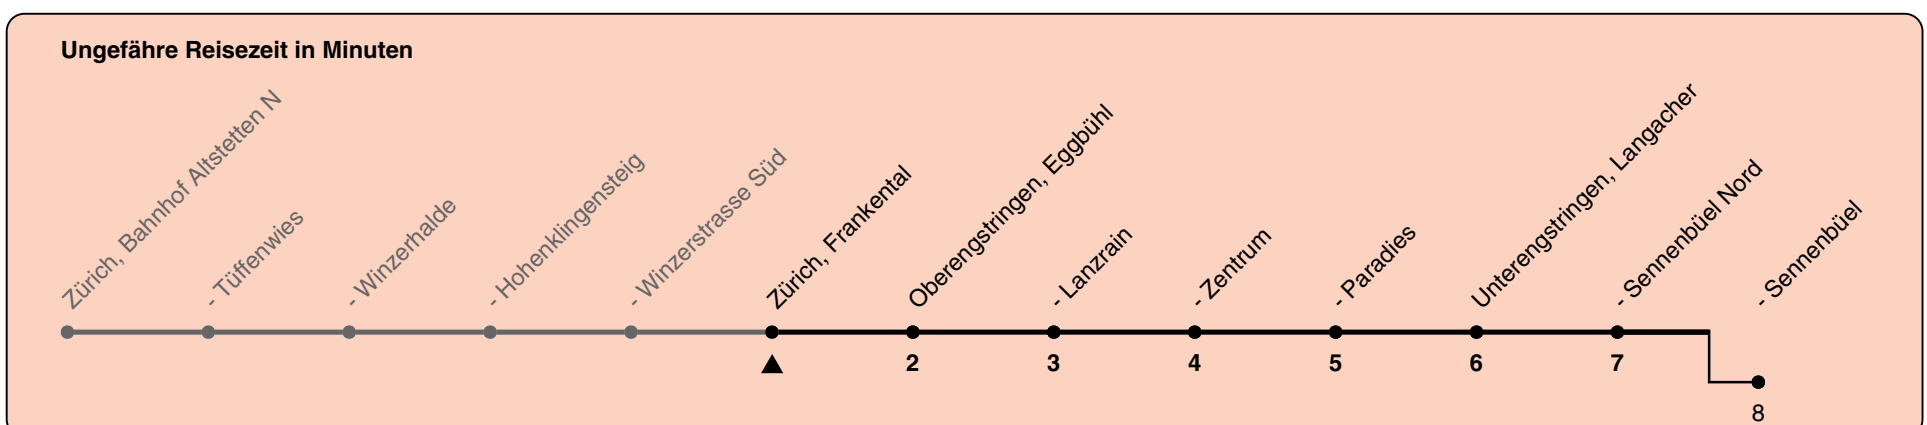 Ungefähre Reisezeit in Minuten
Zürich, Bahnhof Altstetten N
- Tüffenwies
- Winzerhalde
- Hohenklingensteig
- Winzerstrasse Süd
Zürich, Frankental
Oberengstringen, Eggbühl
- Lanzrain
- Zentrum
- Paradies
Unterengstringen, Langacher
- Sennenbüel Nord
- Sennenbüel
2 3 4 5 6 7
8